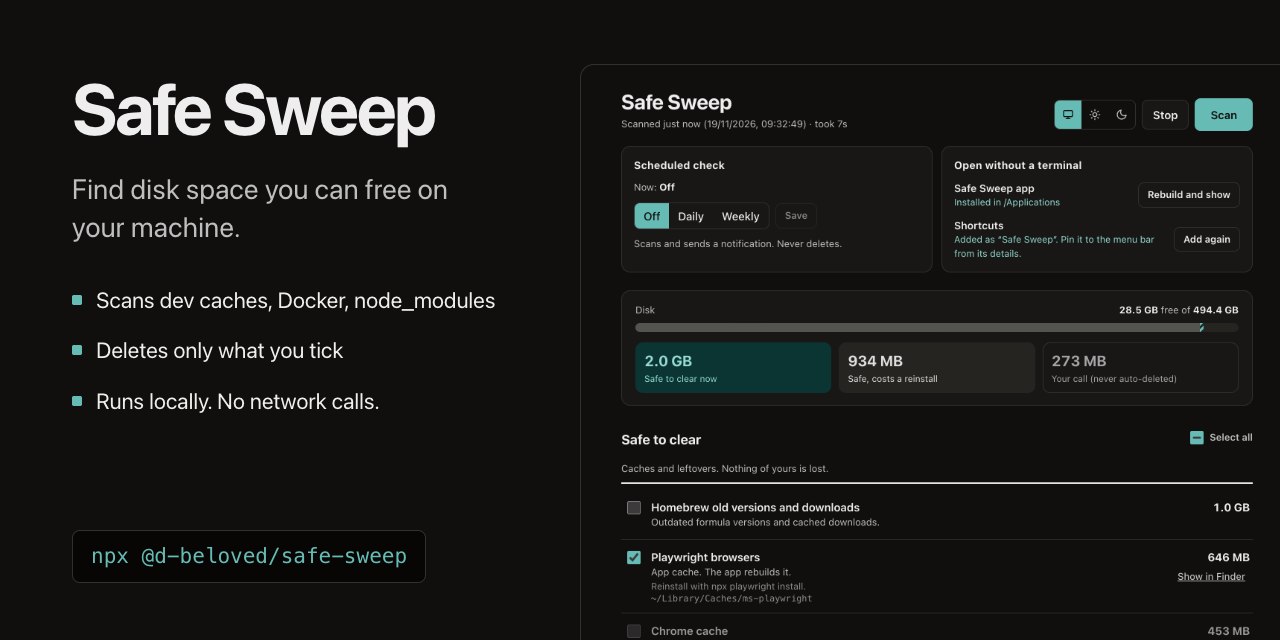 Safe Sweep
Find disk space you can free on
your machine.
Scans dev caches, Docker, node_modules
Deletes only what you tick
Runs locally. No network calls.
npx @d-beloved/safe-sweep
Safe Sweep
Scanned just now (19/11/2026, 09:32:49) · took 7s
Stop
Scan
Scheduled check
Now: Off
Off Daily Weekly Save
Scans and sends a notification. Never deletes.
Open without a terminal
Safe Sweep app
Installed in /Applications
Rebuild and show
Shortcuts
Added as “Safe Sweep”. Pin it to the menu bar
from its details.
Add again
Disk
28.5 GB free of 494.4 GB
2.0 GB
Safe to clear now
934 MB
Safe, costs a reinstall
273 MB
Your call (never auto-deleted)
Safe to clear
Select all
Caches and leftovers. Nothing of yours is lost.
Homebrew old versions and downloads
1.0 GB
Outdated formula versions and cached downloads.
Playwright browsers
646 MB
App cache. The app rebuilds it.
Show in Finder
Reinstall with npx playwright install.
~/Library/Caches/ms-playwright
Chrome cache
453 MB